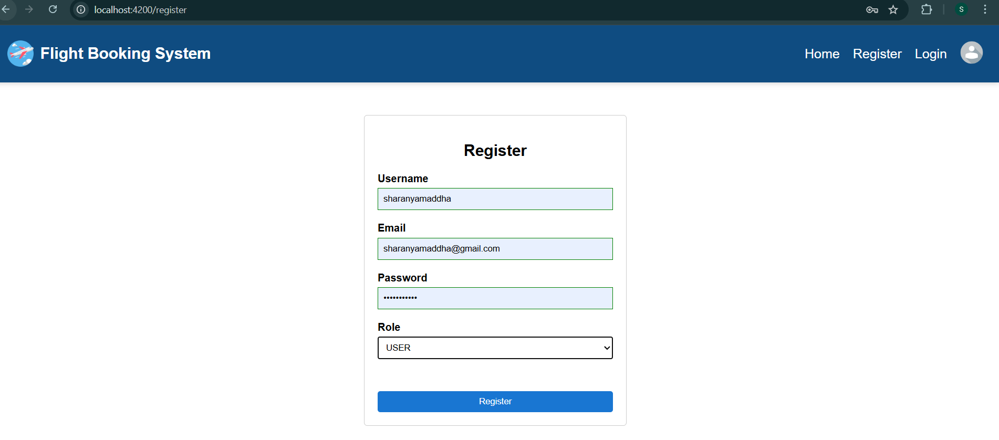 localhost:4200/register
S
Flight Booking System
Home Register Login
Register
Username
sharanyamaddha
Email
sharanyamaddha@gmail.com
Password
•••••••••••
Role
USER
Register